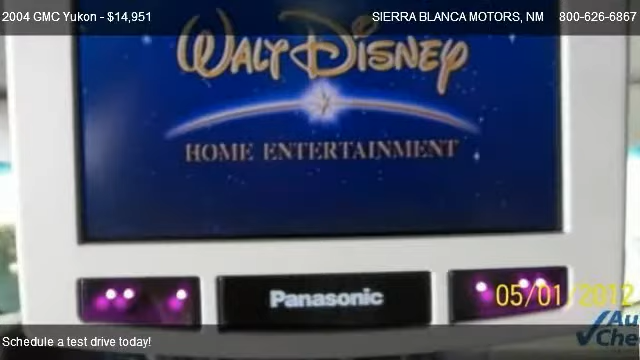 2004 GMC Yukon - $14,951
SIERRA BLANCA MOTORS, NM 800-626-6867
WALT DISNEY
HOME ENTERTAINMENT
Panasonic
05/01/2012
Schedule a test drive today!